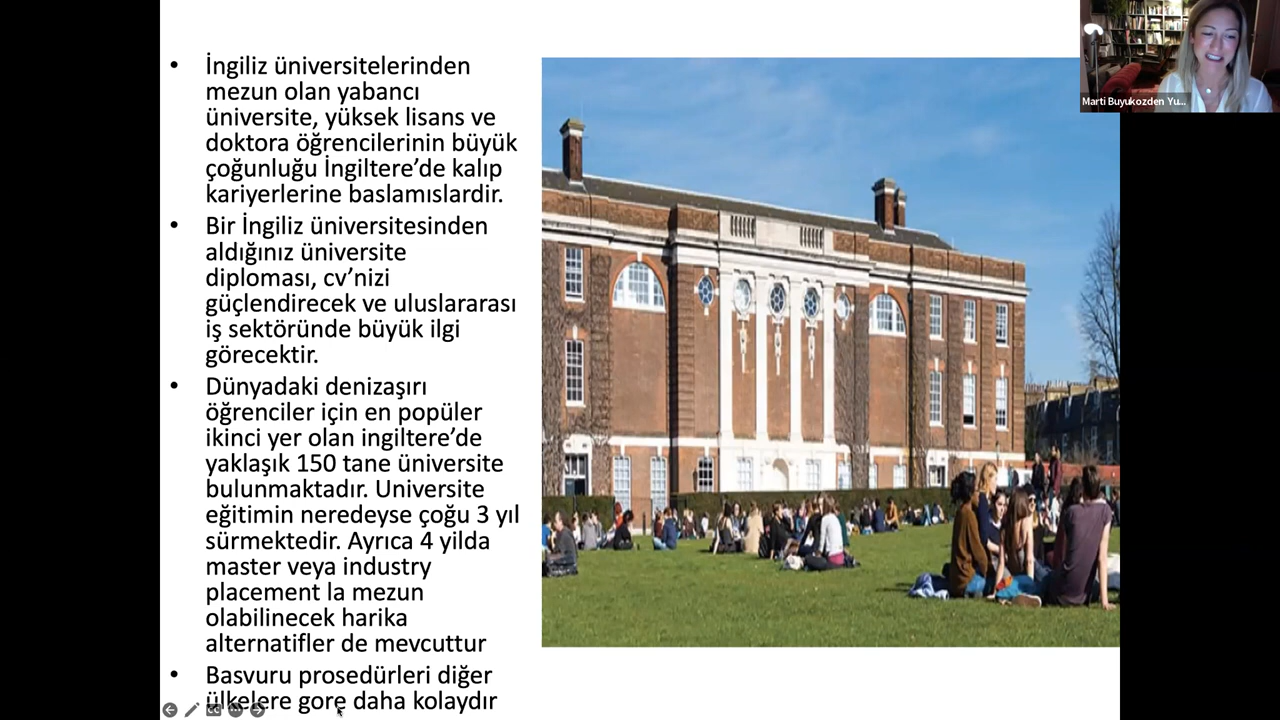 İngiliz üniversitelerinden
mezun olan yabancı
üniversite, yüksek lisans ve
doktora öğrencilerinin büyük
çoğunluğu İngiltere’de kalıp
kariyerlerine baslamıslardir.
Bir İngiliz üniversitesinden
aldığınız üniversite
diploması, cv’nizi
güçlendirecek ve uluslararası
iş sektöründe büyük ilgi
görecektir.
Dünyadaki denizaşırı
öğrenciler için en popüler
ikinci yer olan ingiltere’de
yaklaşık 150 tane üniversite
bulunmaktadır. Universite
eğitimin neredeyse çoğu 3 yıl
sürmektedir. Ayrıca 4 yilda
master veya industry
placement la mezun
olabilinecek harika
alternatifler de mevcuttur
Basvuru prosedürleri diğer
ülkelere gore daha kolaydır
Marti Buyukozden Yu...